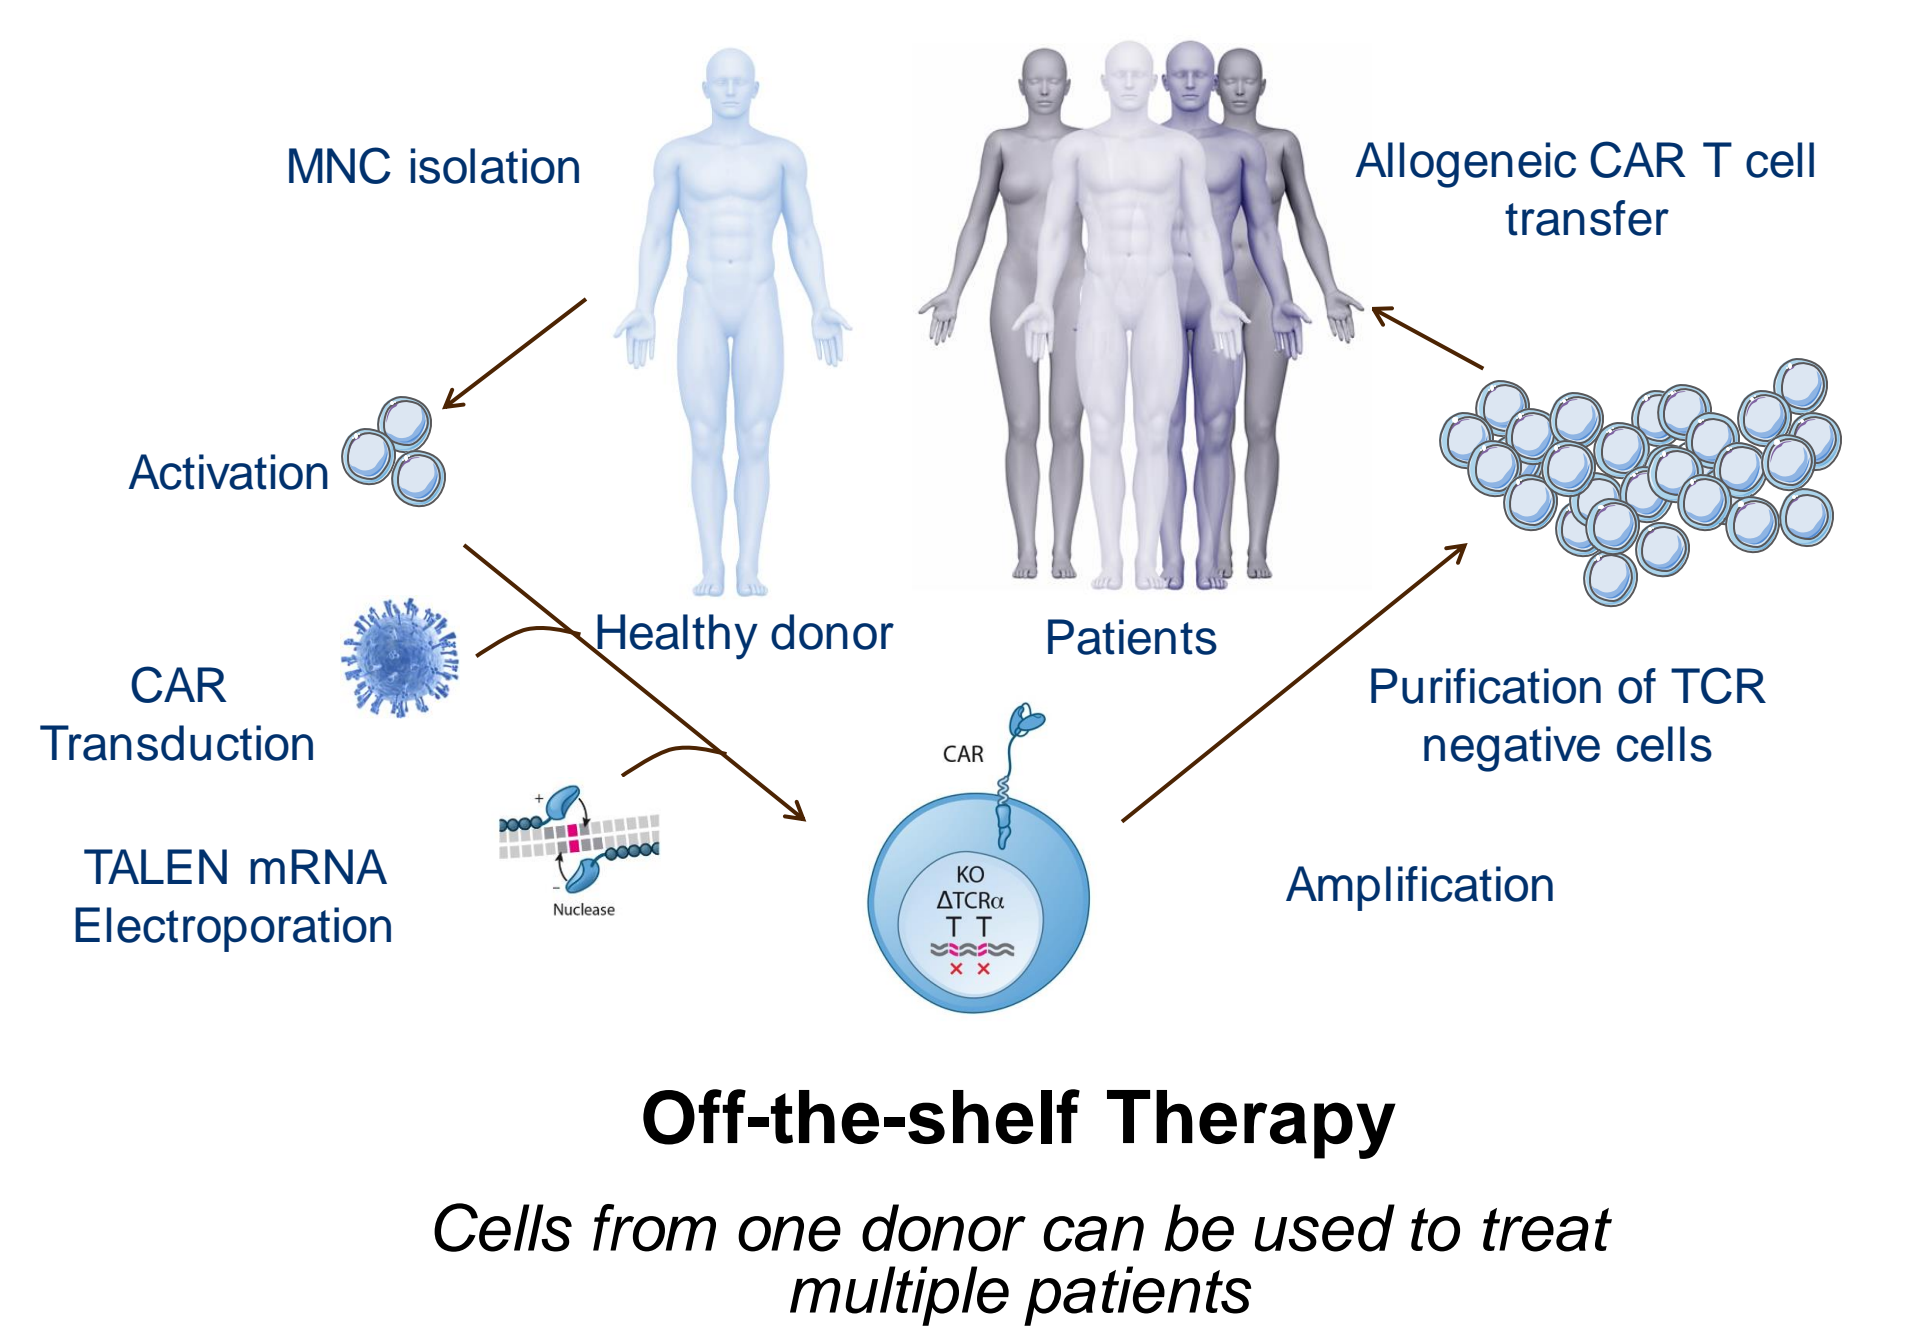 MNC isolation
Allogeneic CAR T cell
transfer
Activation
Healthy donor
Patients
CAR
Transduction
Purification of TCR
negative cells
CAR
TALEN mRNA
Electroporation
+
−
Nuclease
KO
ΔTCRα
T T
× ×
Amplification
Off-the-shelf Therapy
Cells from one donor can be used to treat
multiple patients